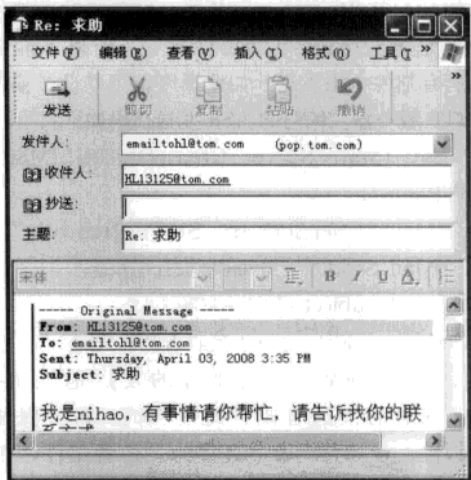 Re: 求助
文件(F) 编辑(E) 查看(V) 插入(I) 格式(O) 工具(T »
»
发送 剪切 复制 粘贴 撤销
发件人: emailtohl@tom.com (pop.tom.com)
收件人: HL13125@tom.com
抄送:
主题: Re: 求助
宋体 B I U A
----- Original Message -----
From: HL13125@tom.com
To: emailtohl@tom.com
Sent: Thursday, April 03, 2008 3:35 PM
Subject: 求助
我是nihao，有事情请你帮忙，请告诉我你的联
系方式